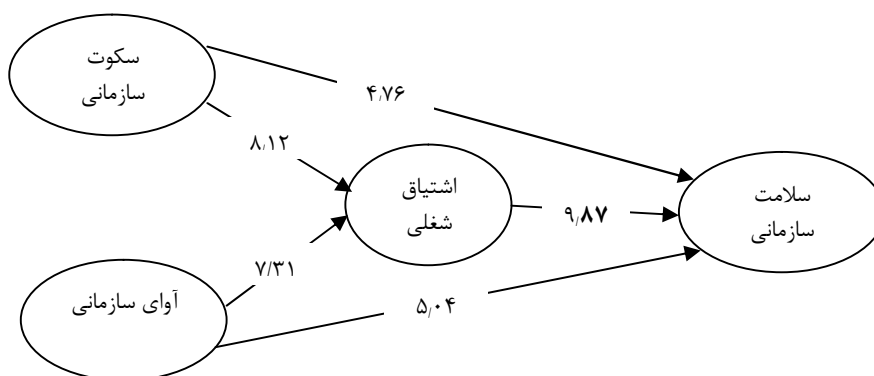 سکوت
سازمانی
۴٫۷۶
۸٫۱۲
اشتیاق
شغلی
سلامت
سازمانی
۹٫۸۷
۷/۳۱
آوای سازمانی
۵٫۰۴